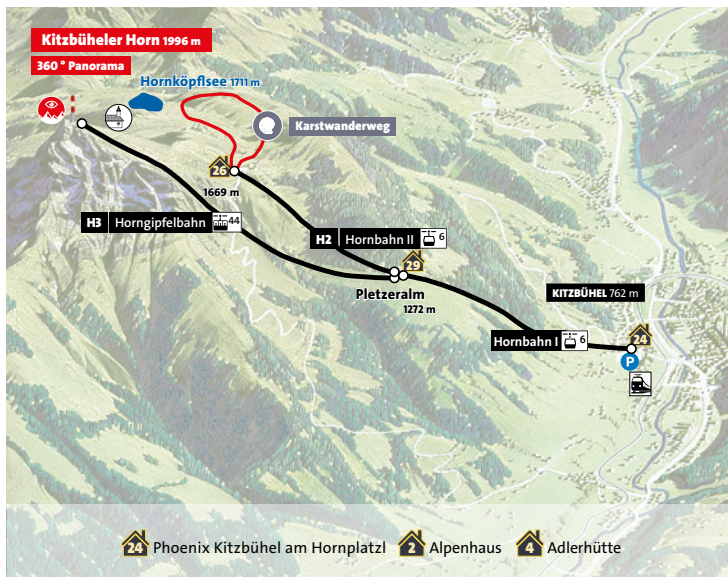 Kitzbüheler Horn 1996 m
360 ° Panorama
Hornköpflsee 1711 m
Karstwanderweg
26
1669 m
H3 Horngipfelbahn 44
H2 Hornbahn II 6
29
Pletzeralm
1272 m
KITZBÜHEL 762 m
Hornbahn I 6
24
P
24 Phoenix Kitzbühel am Hornplatzl 2 Alpenhaus 4 Adlerhütte